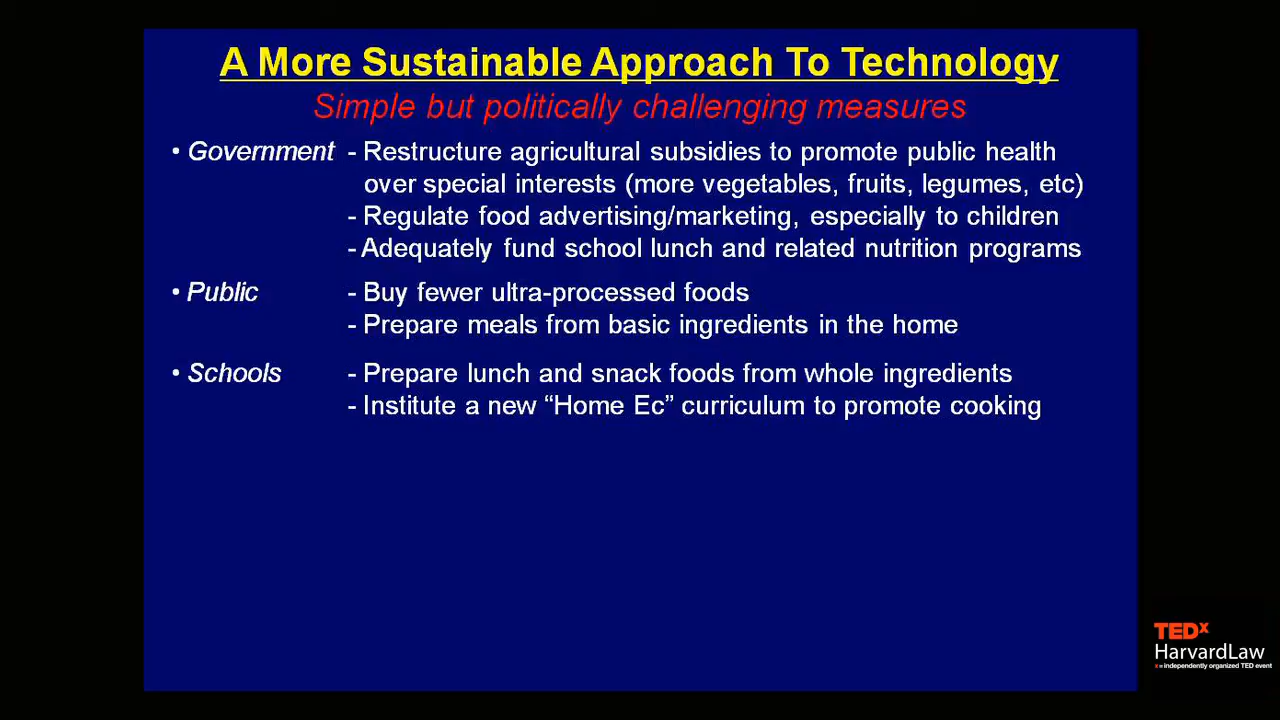 A More Sustainable Approach To Technology
Simple but politically challenging measures
• Government - Restructure agricultural subsidies to promote public health
over special interests (more vegetables, fruits, legumes, etc)
- Regulate food advertising/marketing, especially to children
- Adequately fund school lunch and related nutrition programs
• Public - Buy fewer ultra-processed foods
- Prepare meals from basic ingredients in the home
• Schools - Prepare lunch and snack foods from whole ingredients
- Institute a new “Home Ec” curriculum to promote cooking
TEDx
HarvardLaw
x = independently organized TED event